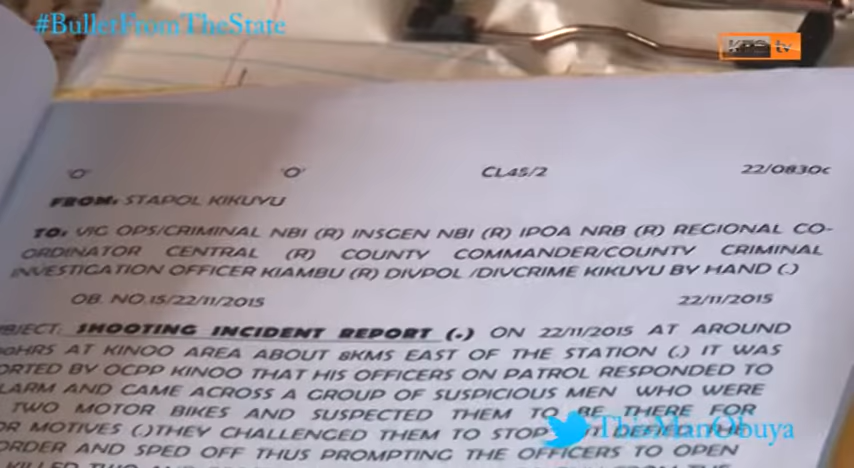 #BulletFromTheState
KTN tv
'O' 'O' CL45/2 22/0830c
FROM: STAPOL KIKUYU
TO: VIG OPS/CRIMINAL NBI (R) INSGEN NBI (R) IPOA NRB (R) REGIONAL CO-
ORDINATOR CENTRAL (R) COUNTY COMMANDER/COUNTY CRIMINAL
INVESTIGATION OFFICER KIAMBU (R) DIVPOL /DIVCRIME KIKUYU BY HAND (.)
OB. NO.15/22/11/2015 22/11/2015
SHOOTING INCIDENT REPORT (.) ON 22/11/2015 AT AROUND
AT KINOO AREA ABOUT 8KMS EAST OF THE STATION (.) IT WAS
BY OCPP KINOO THAT HIS OFFICERS ON PATROL RESPONDED TO
AND CAME ACROSS A GROUP OF SUSPICIOUS MEN WHO WERE
TWO MOTOR BIKES AND SUSPECTED THEM TO BE THERE FOR
MOTIVES (.)THEY CHALLENGED THEM TO STOP
ThisManObuya
AND SPED OFF THUS PROMPTING THE OFFICERS TO OPEN
KILLED TWO